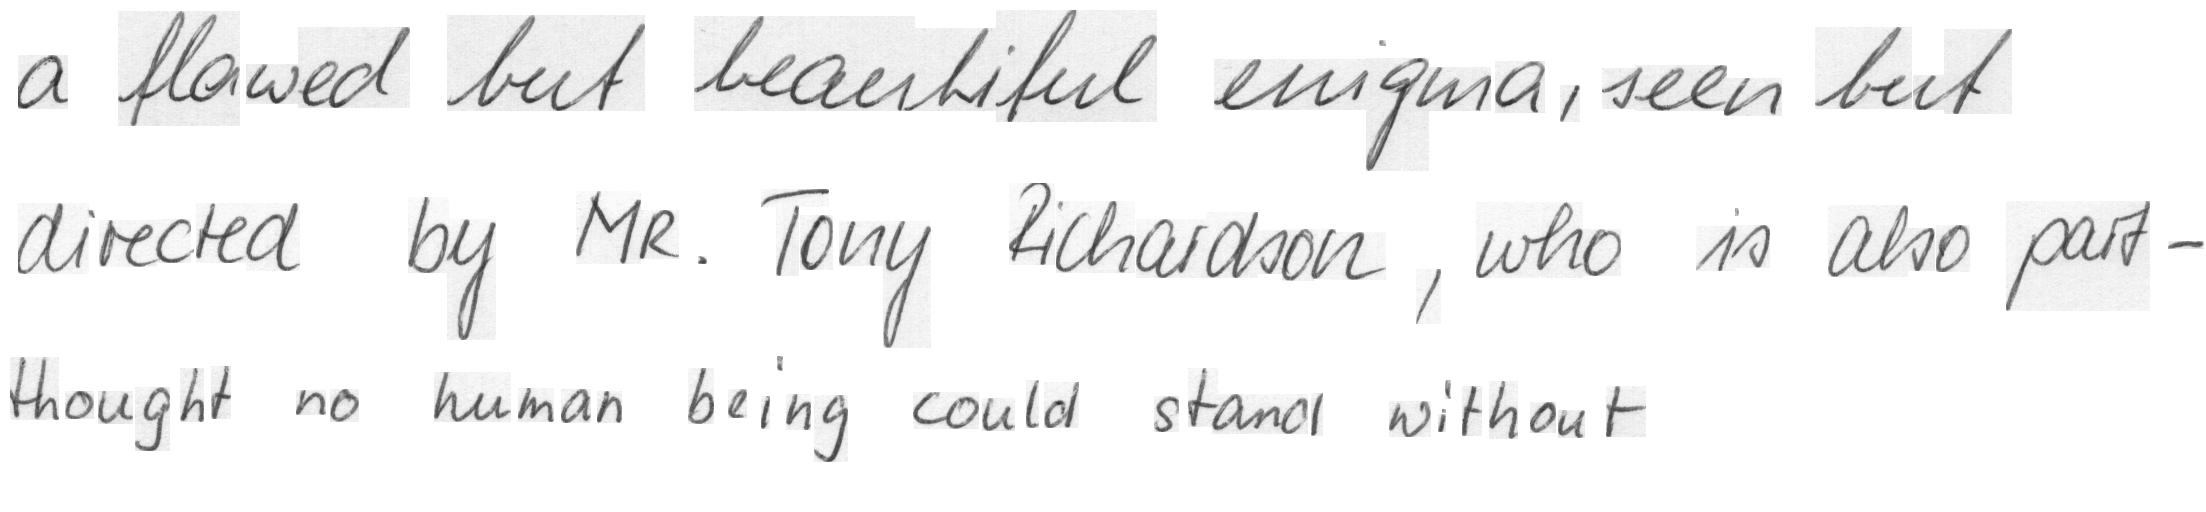 a flawed but beautiful enigma, seen but
directed by MR. Tony Richardson, who is also part-
thought no human being could stand without